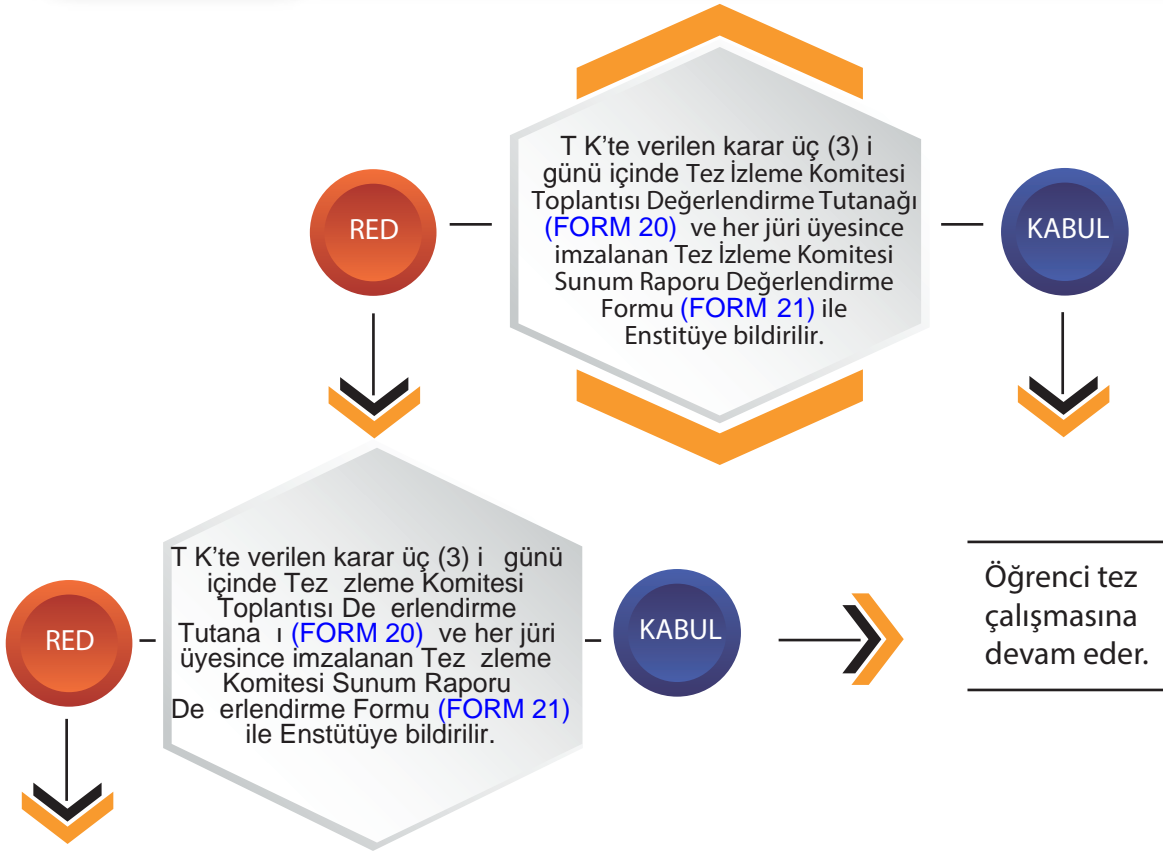 T K'te verilen karar üç (3) i
günü içinde Tez İzleme Komitesi
Toplantısı Değerlendirme Tutanağı
(FORM 20) ve her jüri üyesince
imzalanan Tez İzleme Komitesi
Sunum Raporu Değerlendirme
Formu (FORM 21) ile
Enstitüye bildirilir.
RED
KABUL
T K'te verilen karar üç (3) i günü
içinde Tez zleme Komitesi
Toplantısı De erlendirme
Tutana ı (FORM 20) ve her jüri
üyesince imzalanan Tez zleme
Komitesi Sunum Raporu
De erlendirme Formu (FORM 21)
ile Enstütüye bildirilir.
RED
KABUL
Öğrenci tez
çalışmasına
devam eder.